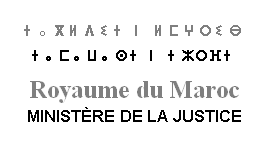 ⵜⴰⴳⵍⴷⵉⵜ ⵏ ⵍⵎⵖⵔⵉⴱ
ⵜⴰⵎⴰⵡⴰⵙⵜ ⵏ ⵜⵣⵔⴼⵜ
Royaume du Maroc
MINISTÈRE DE LA JUSTICE